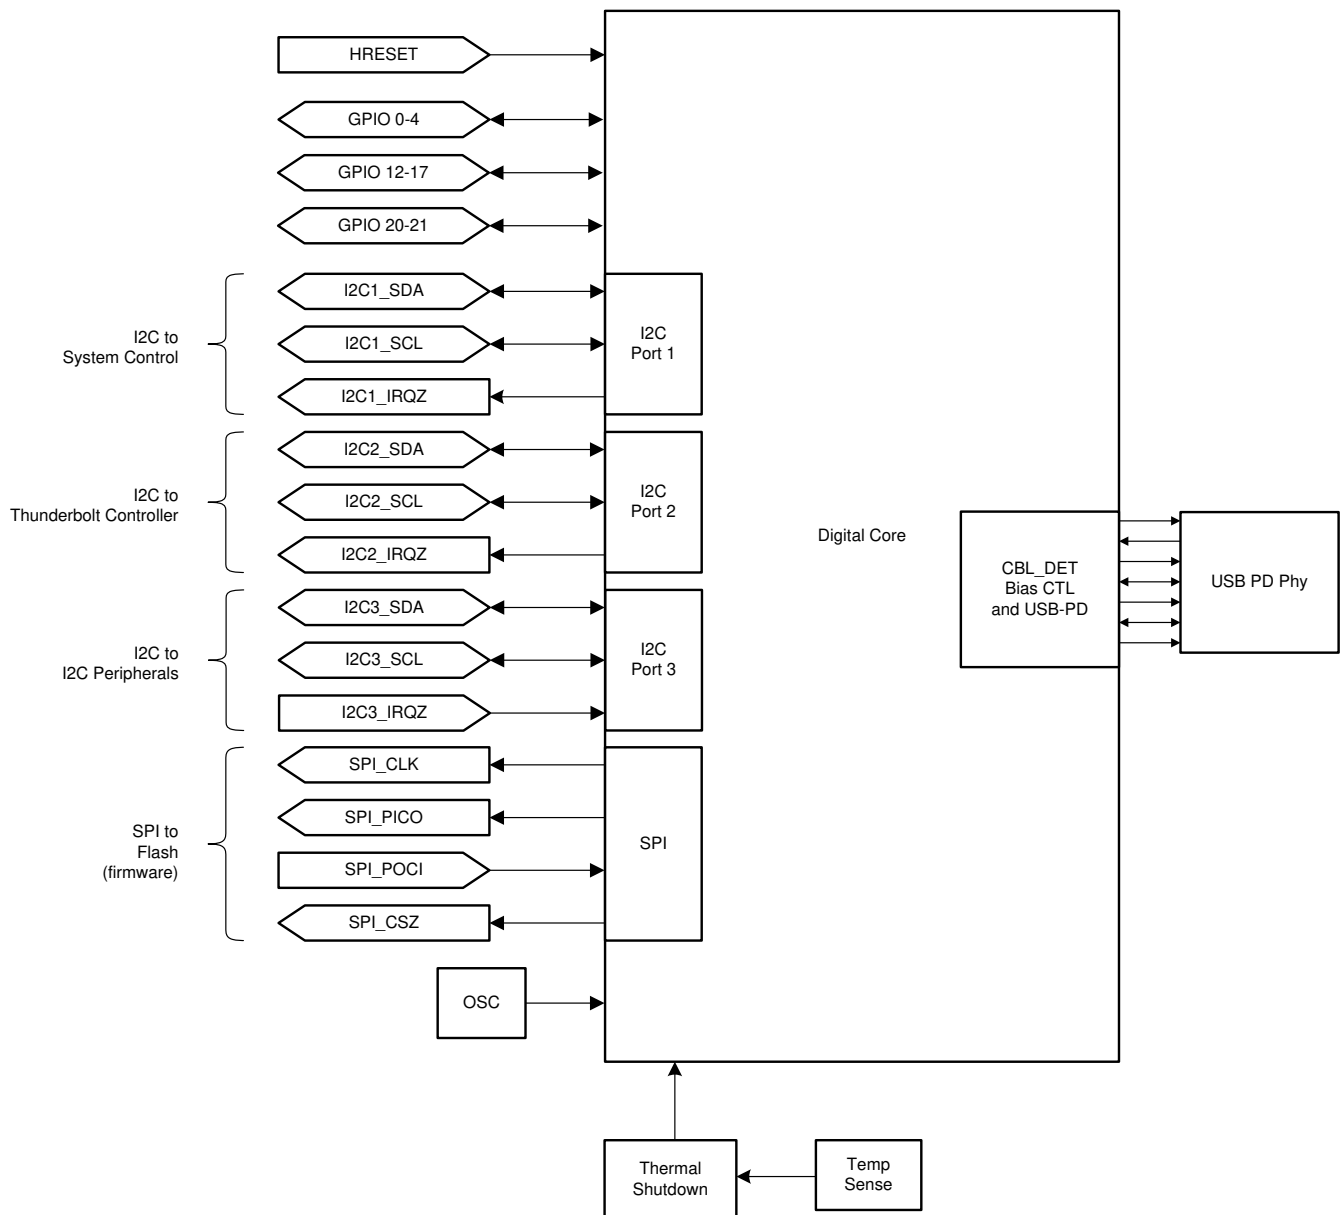 HRESET
GPIO 0-4
GPIO 12-17
GPIO 20-21
I2C to
System Control
I2C1_SDA
I2C1_SCL
I2C1_IRQZ
I2C
Port 1
I2C to
Thunderbolt Controller
I2C2_SDA
I2C2_SCL
I2C2_IRQZ
I2C
Port 2
I2C to
I2C Peripherals
I2C3_SDA
I2C3_SCL
I2C3_IRQZ
I2C
Port 3
SPI to
Flash
(firmware)
SPI_CLK
SPI_PICO
SPI_POCI
SPI_CSZ
SPI
OSC
Digital Core
CBL_DET
Bias CTL
and USB-PD
USB PD Phy
Thermal
Shutdown
Temp
Sense